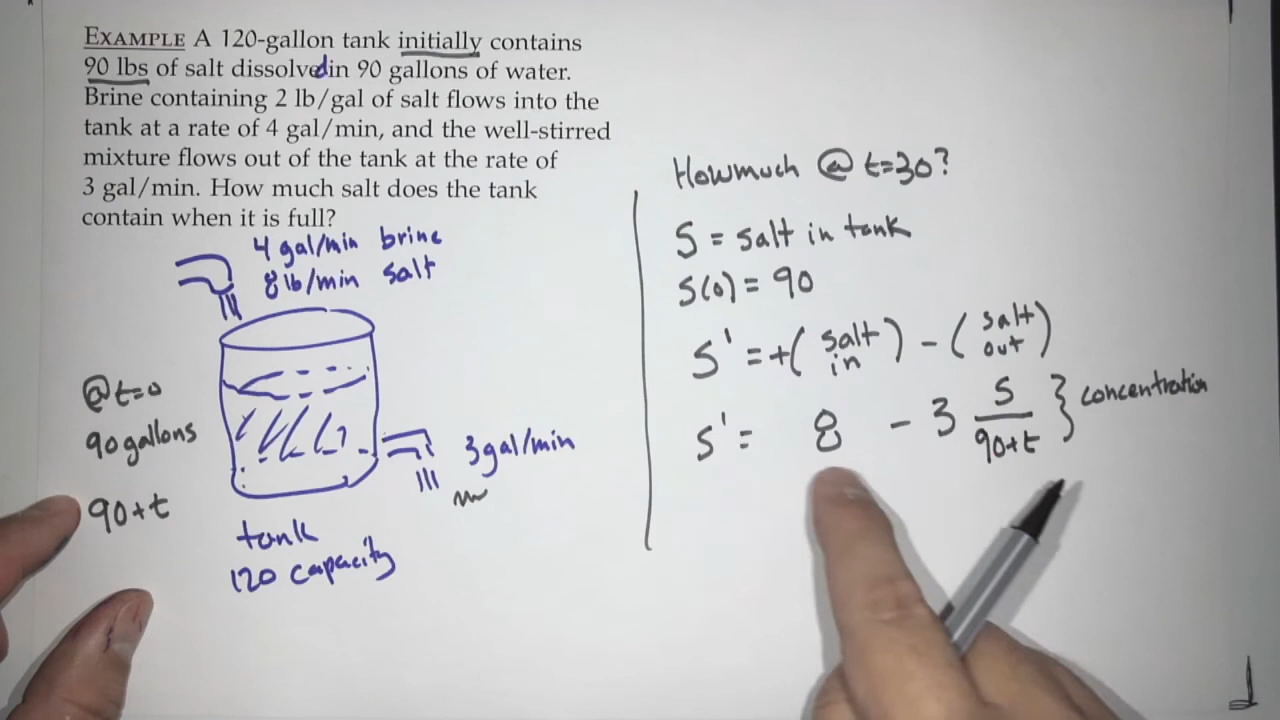 EXAMPLE A 120-gallon tank initially contains
90 lbs of salt dissolved in 90 gallons of water.
Brine containing 2 lb/gal of salt flows into the
tank at a rate of 4 gal/min, and the well-stirred
mixture flows out of the tank at the rate of
3 gal/min. How much salt does the tank
contain when it is full?
4 gal/min brine
8 lb/min salt
@t=0
90 gallons
90+t
3 gal/min
tank
120 capacity
How much @ t=30?
S = salt in tank
S(0) = 90
S' = +(salt in) - (salt out)
S' = 8 - 3 S/(90+t) } concentration